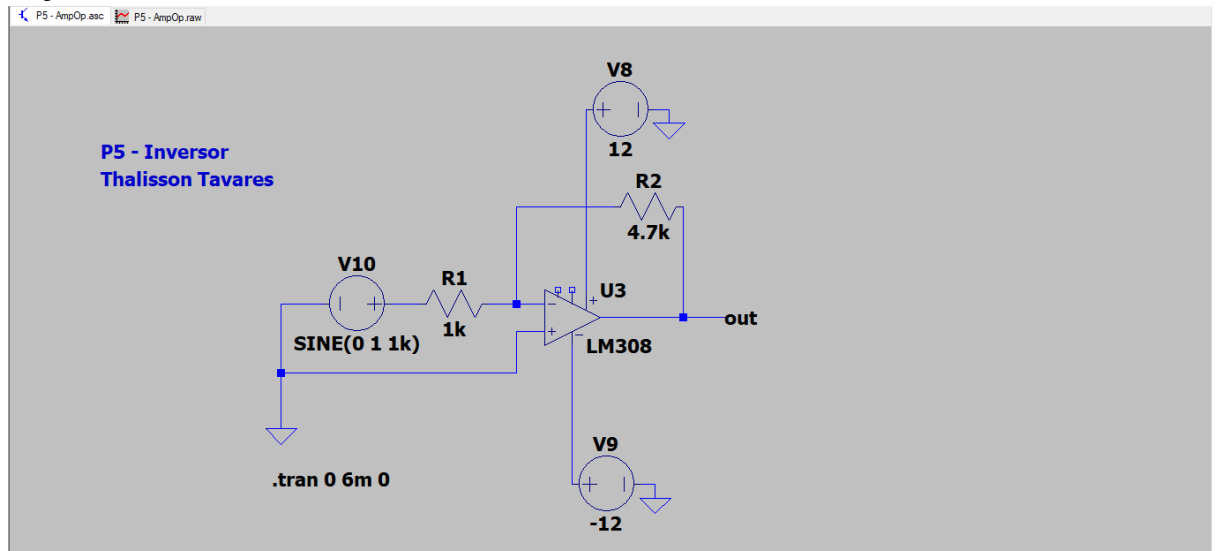 P5 - AmpOp.asc
P5 - AmpOp.raw
V8
12
P5 - Inversor
Thalisson Tavares
R2
4.7k
V10
SINE(0 1 1k)
R1
1k
U3
LM308
out
V9
-12
.tran 0 6m 0